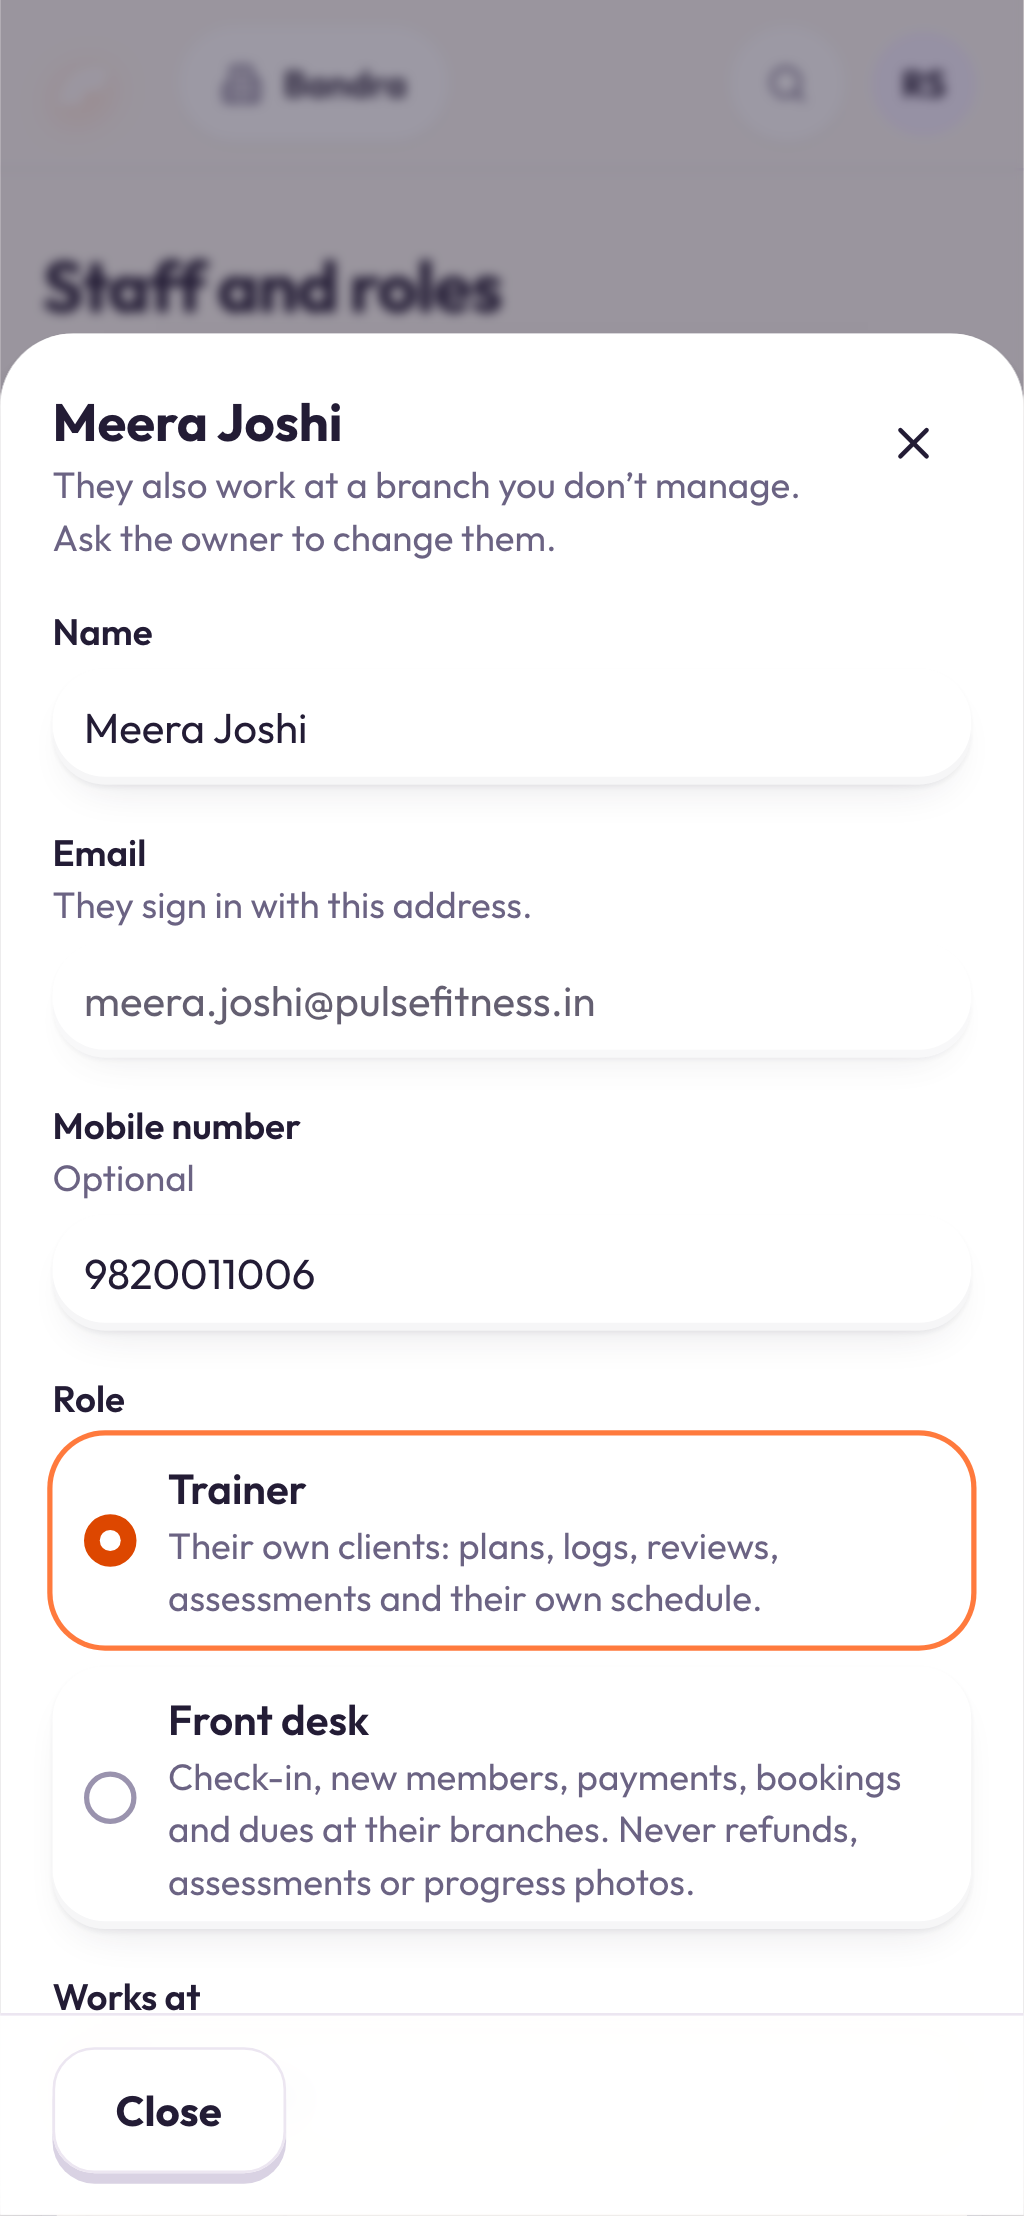 Bandra
RS
Staff and roles
Meera Joshi
They also work at a branch you don’t manage.
Ask the owner to change them.
Name
Meera Joshi
Email
They sign in with this address.
meera.joshi@pulsefitness.in
Mobile number
Optional
9820011006
Role
Trainer
Their own clients: plans, logs, reviews,
assessments and their own schedule.
Front desk
Check-in, new members, payments, bookings
and dues at their branches. Never refunds,
assessments or progress photos.
Works at
Close